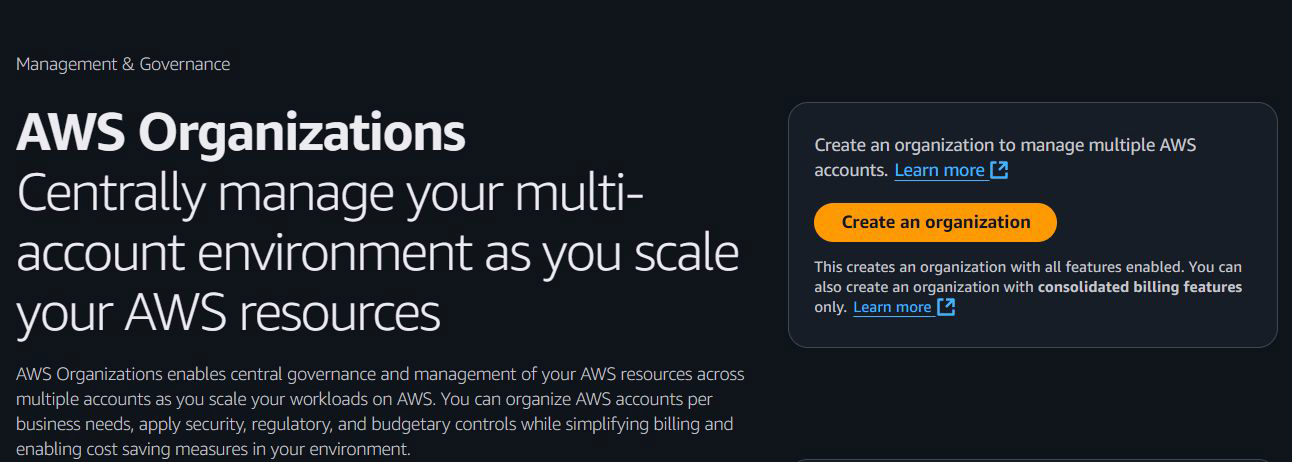 Management & Governance
AWS Organizations
Centrally manage your multi-
account environment as you scale
your AWS resources
AWS Organizations enables central governance and management of your AWS resources across
multiple accounts as you scale your workloads on AWS. You can organize AWS accounts per
business needs, apply security, regulatory, and budgetary controls while simplifying billing and
enabling cost saving measures in your environment.
Create an organization to manage multiple AWS
accounts. Learn more
Create an organization
This creates an organization with all features enabled. You can
also create an organization with consolidated billing features
only. Learn more